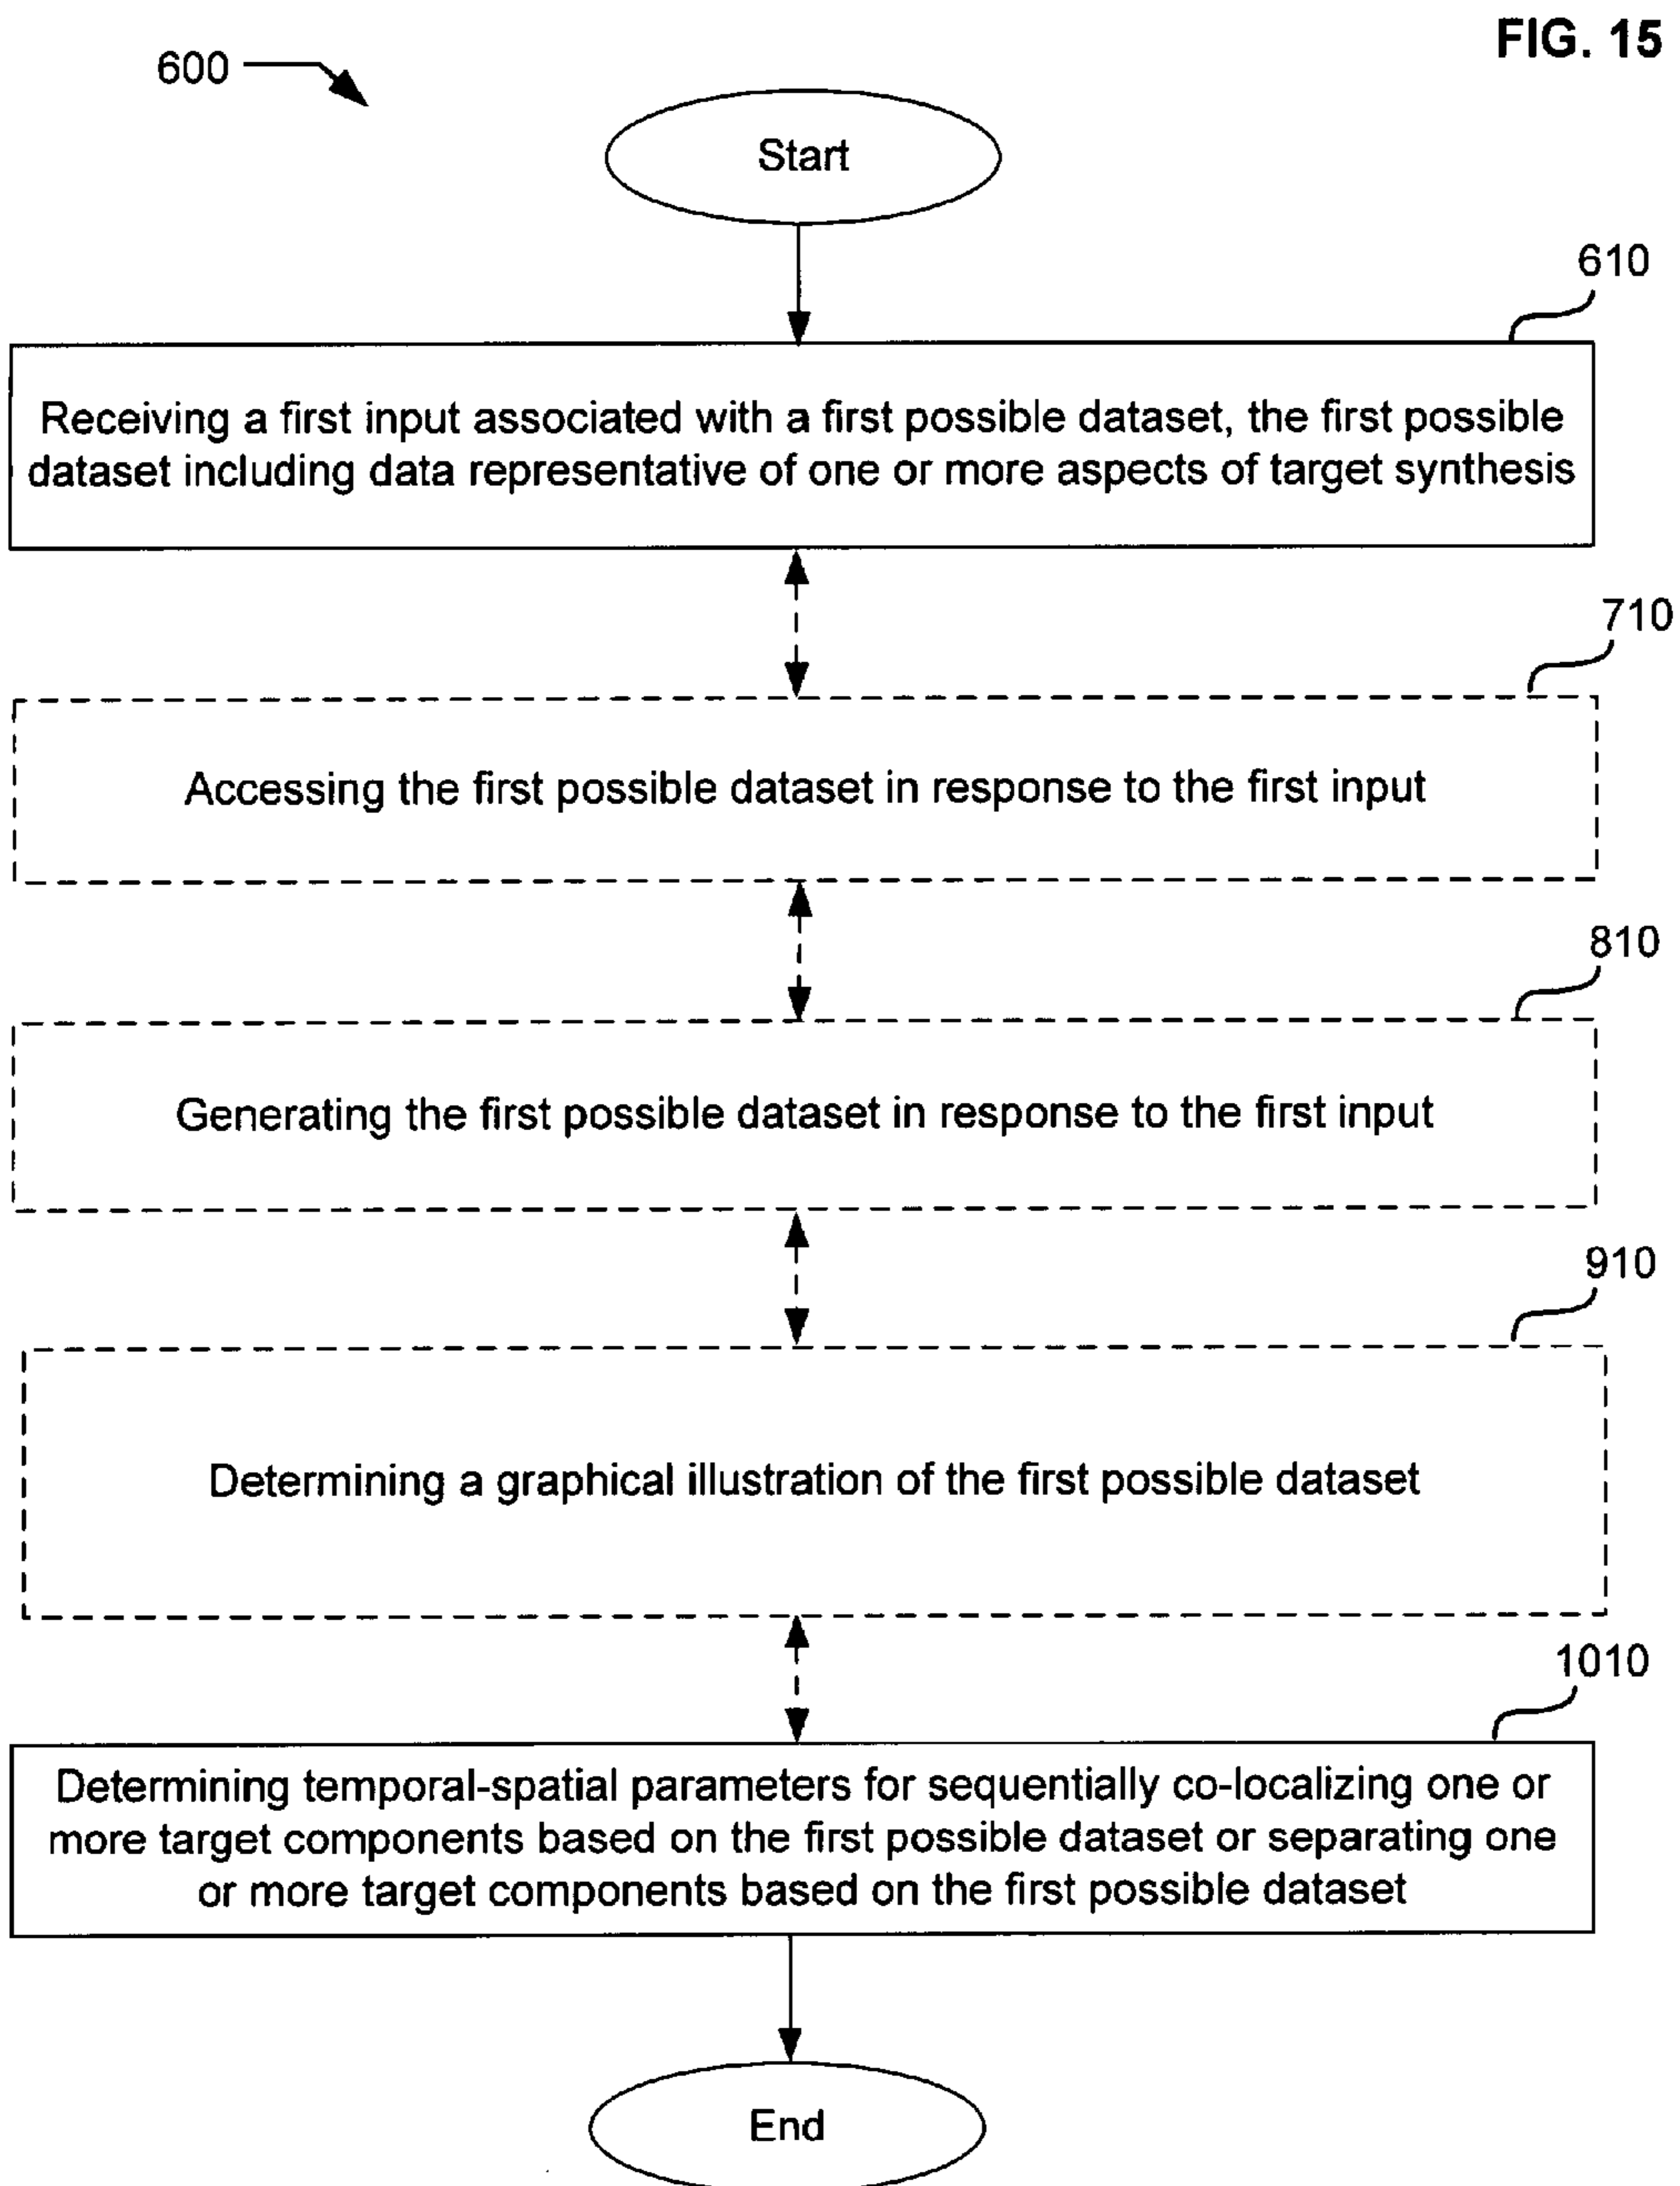 FIG. 15
600
Start
610
Receiving a first input associated with a first possible dataset, the first possible
dataset including data representative of one or more aspects of target synthesis
710
Accessing the first possible dataset in response to the first input
810
Generating the first possible dataset in response to the first input
910
Determining a graphical illustration of the first possible dataset
1010
Determining temporal-spatial parameters for sequentially co-localizing one or
more target components based on the first possible dataset or separating one
or more target components based on the first possible dataset
End